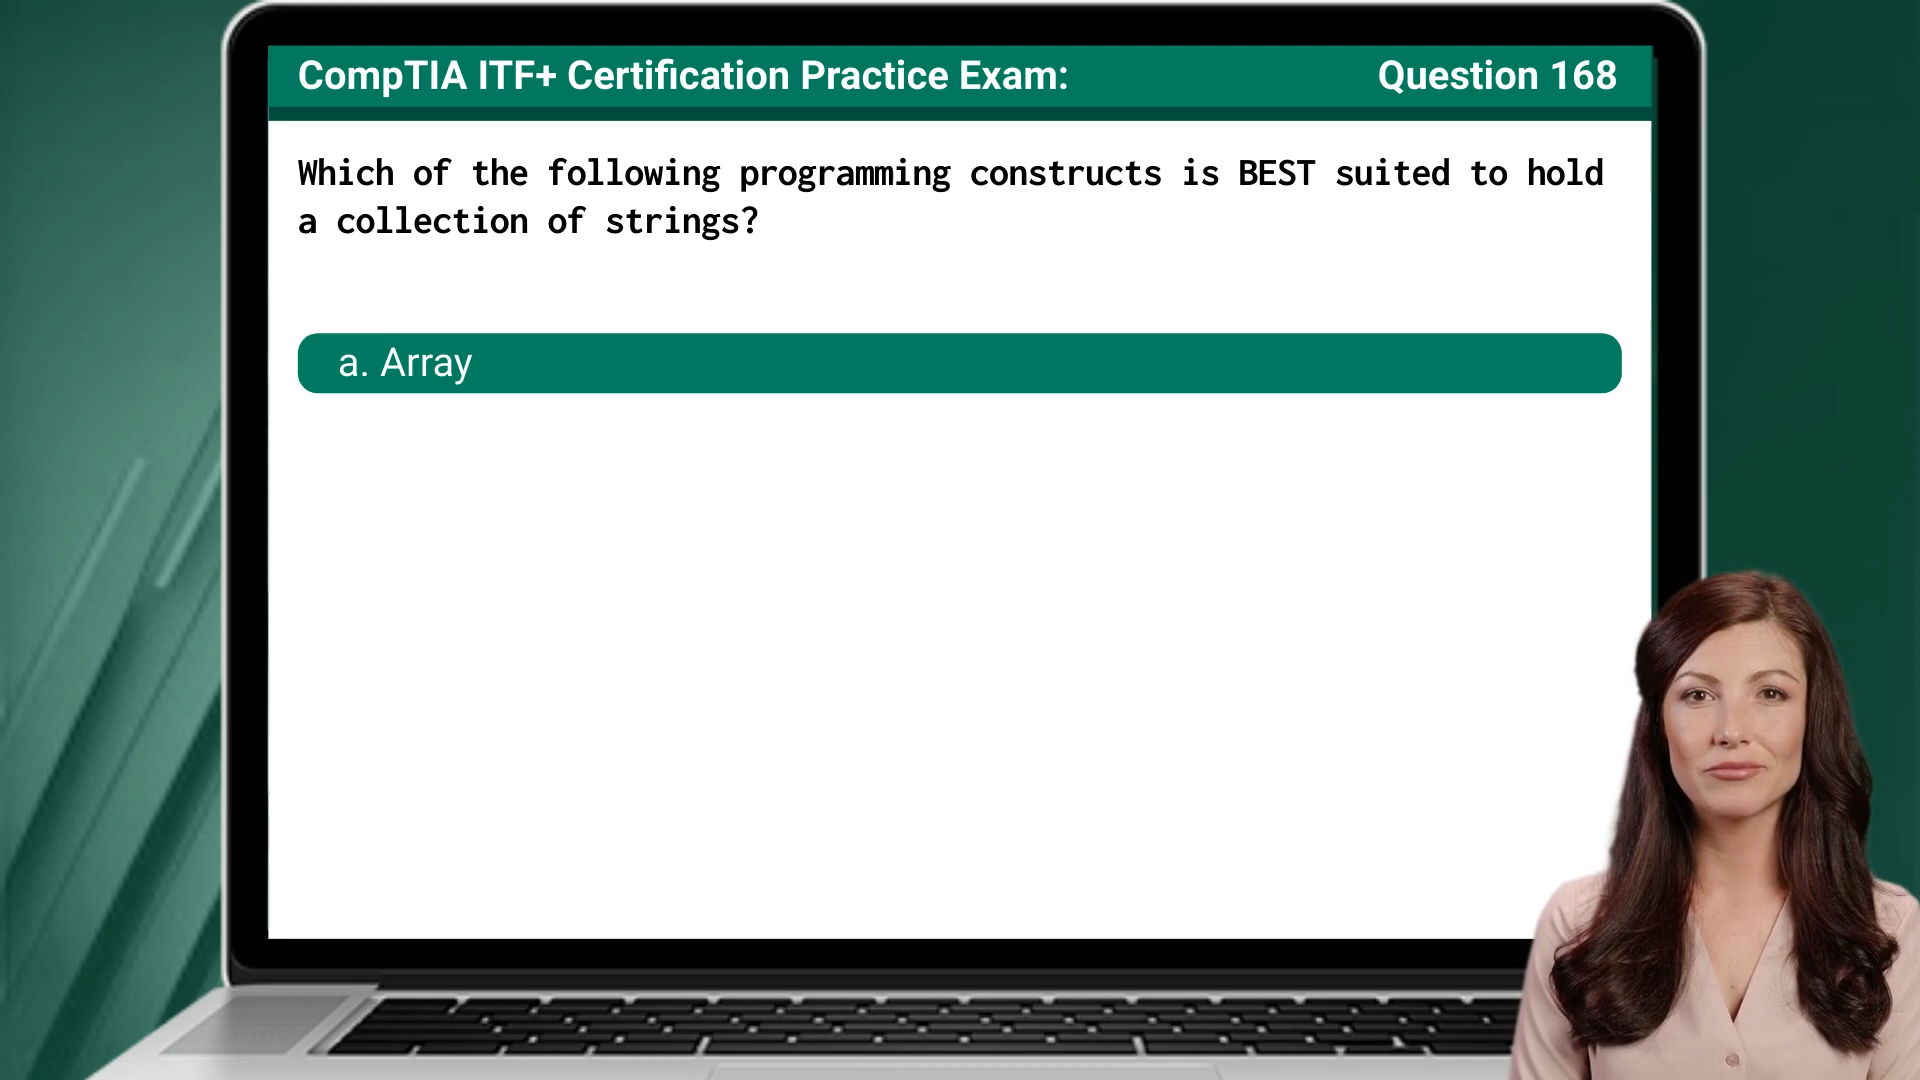 CompTIA ITF+ Certification Practice Exam: Question 168
Which of the following programming constructs is BEST suited to hold
a collection of strings?
a. Array